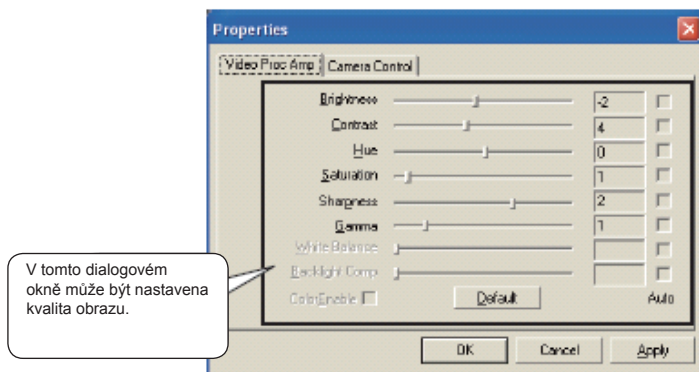 Properties
Video Proc Amp Camera Control
Brightness -2
Contrast 4
Hue 0
Saturation 1
Sharpness 2
Gamma 1
White Balance
Backlight Comp
ColorEnable Default Auto
V tomto dialogovém
okně může být nastavena
kvalita obrazu.
OK Cancel Apply